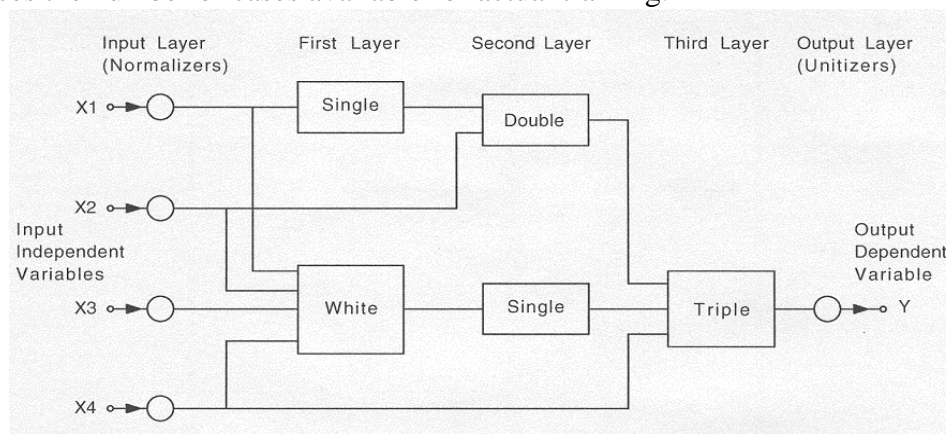 Input Layer
(Normalizers)
First Layer
Second Layer
Third Layer
Output Layer
(Unitizers)
X1
Single
Double
X2
Input
Independent
Variables
Output
Dependent
Variable
X3
White
Single
Triple
Y
X4